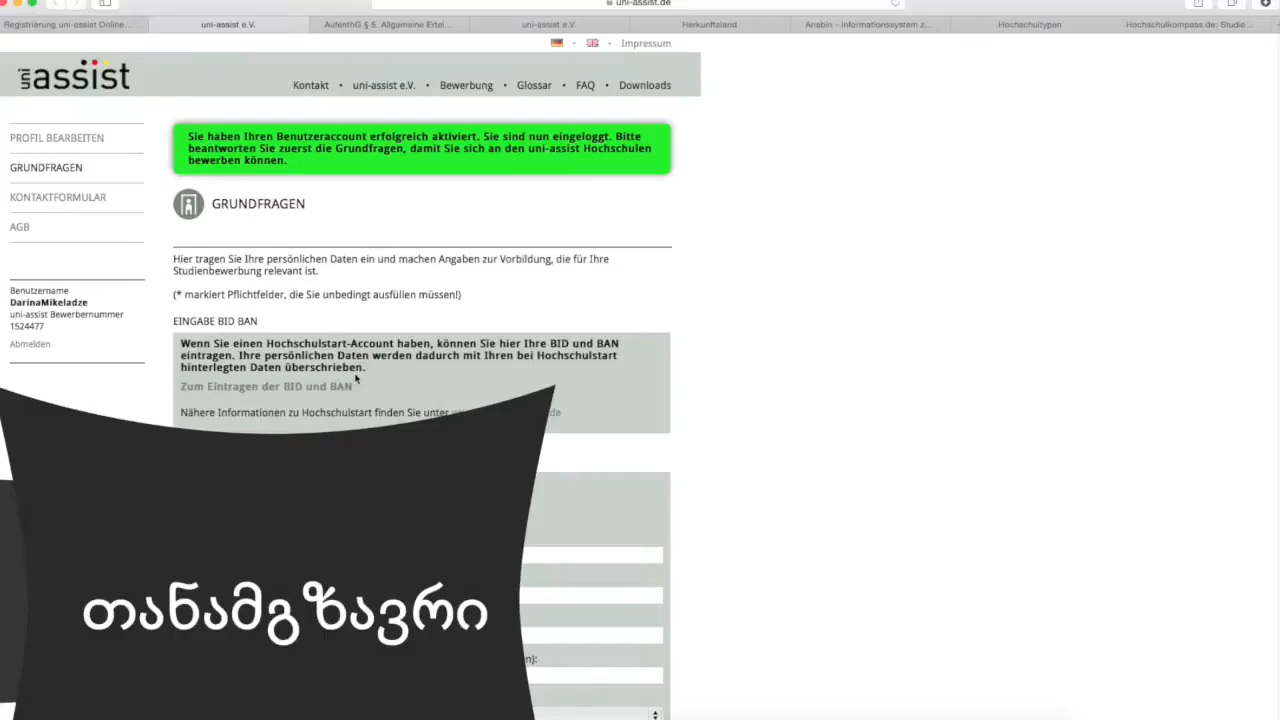 uni-assist.de
Registrierung uni-assist Online...
uni-assist e.V.
AufenthG § 5. Allgemeine Ertei...
uni-assist e.V.
Herkunftsland
Anabin - Informationssystem z...
Hochschultypen
Hochschulkompass.de: Studie...
• • Impressum
uni assist
Kontakt • uni-assist e.V. • Bewerbung • Glossar • FAQ • Downloads
PROFIL BEARBEITEN
GRUNDFRAGEN
KONTAKTFORMULAR
AGB
Benutzername
DarinaMikeladze
uni-assist Bewerbernummer
1524477
Abmelden
Sie haben Ihren Benutzeraccount erfolgreich aktiviert. Sie sind nun eingeloggt. Bitte
beantworten Sie zuerst die Grundfragen, damit Sie sich an den uni-assist Hochschulen
bewerben können.
GRUNDFRAGEN
Hier tragen Sie Ihre persönlichen Daten ein und machen Angaben zur Vorbildung, die für Ihre
Studienbewerbung relevant ist.
(* markiert Pflichtfelder, die Sie unbedingt ausfüllen müssen!)
EINGABE BID BAN
Wenn Sie einen Hochschulstart-Account haben, können Sie hier Ihre BID und BAN
eintragen. Ihre persönlichen Daten werden dadurch mit Ihren bei Hochschulstart
hinterlegten Daten überschrieben.
Zum Eintragen der BID und BAN
Nähere Informationen zu Hochschulstart finden Sie unter
de
n):
თანამგზავრი